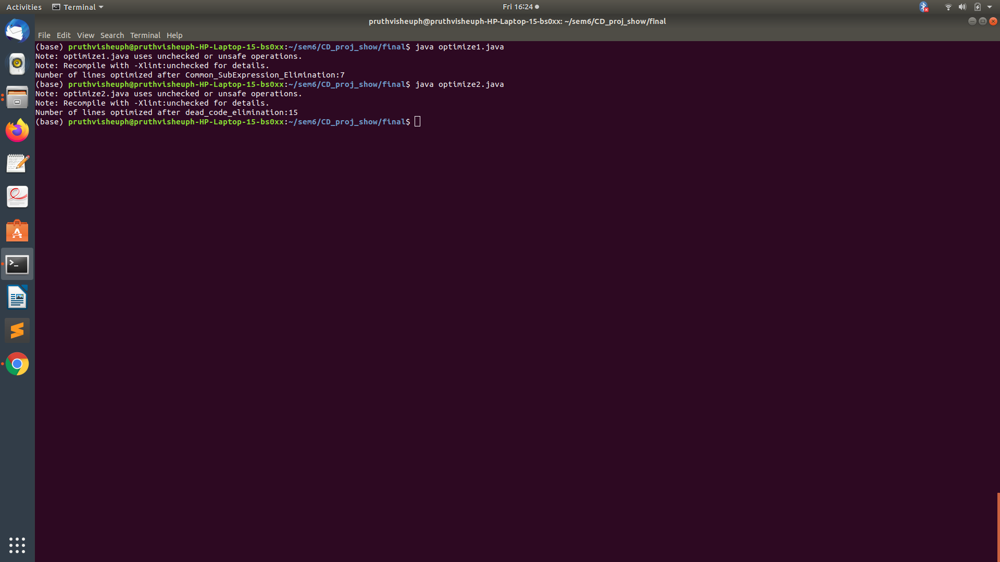 Activities Terminal Fri 16:24
pruthvisheuph@pruthvisheuph-HP-Laptop-15-bs0xx: ~/sem6/CD_proj_show/final
File Edit View Search Terminal Help
(base) pruthvisheuph@pruthvisheuph-HP-Laptop-15-bs0xx:~/sem6/CD_proj_show/final$ java optimize1.java
Note: optimize1.java uses unchecked or unsafe operations.
Note: Recompile with -Xlint:unchecked for details.
Number of lines optimized after Common_SubExpression_Elimination:7
(base) pruthvisheuph@pruthvisheuph-HP-Laptop-15-bs0xx:~/sem6/CD_proj_show/final$ java optimize2.java
Note: optimize2.java uses unchecked or unsafe operations.
Note: Recompile with -Xlint:unchecked for details.
Number of lines optimized after dead_code_elimination:15
(base) pruthvisheuph@pruthvisheuph-HP-Laptop-15-bs0xx:~/sem6/CD_proj_show/final$